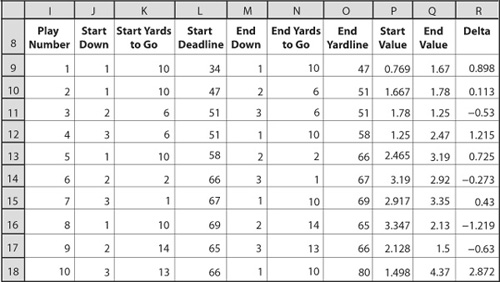 I J K L M N O P Q R
8 Play Number Start Down Start Yards to Go Start Deadline End Down End Yards to Go End Yardline Start Value End Value Delta
9 1 1 10 34 1 10 47 0.769 1.67 0.898
10 2 1 10 47 2 6 51 1.667 1.78 0.113
11 3 2 6 51 3 6 51 1.78 1.25 −0.53
12 4 3 6 51 1 10 58 1.25 2.47 1.215
13 5 1 10 58 2 2 66 2.465 3.19 0.725
14 6 2 2 66 3 1 67 3.19 2.92 −0.273
15 7 3 1 67 1 10 69 2.917 3.35 0.43
16 8 1 10 69 2 14 65 3.347 2.13 −1.219
17 9 2 14 65 3 13 66 2.128 1.5 −0.63
18 10 3 13 66 1 10 80 1.498 4.37 2.872